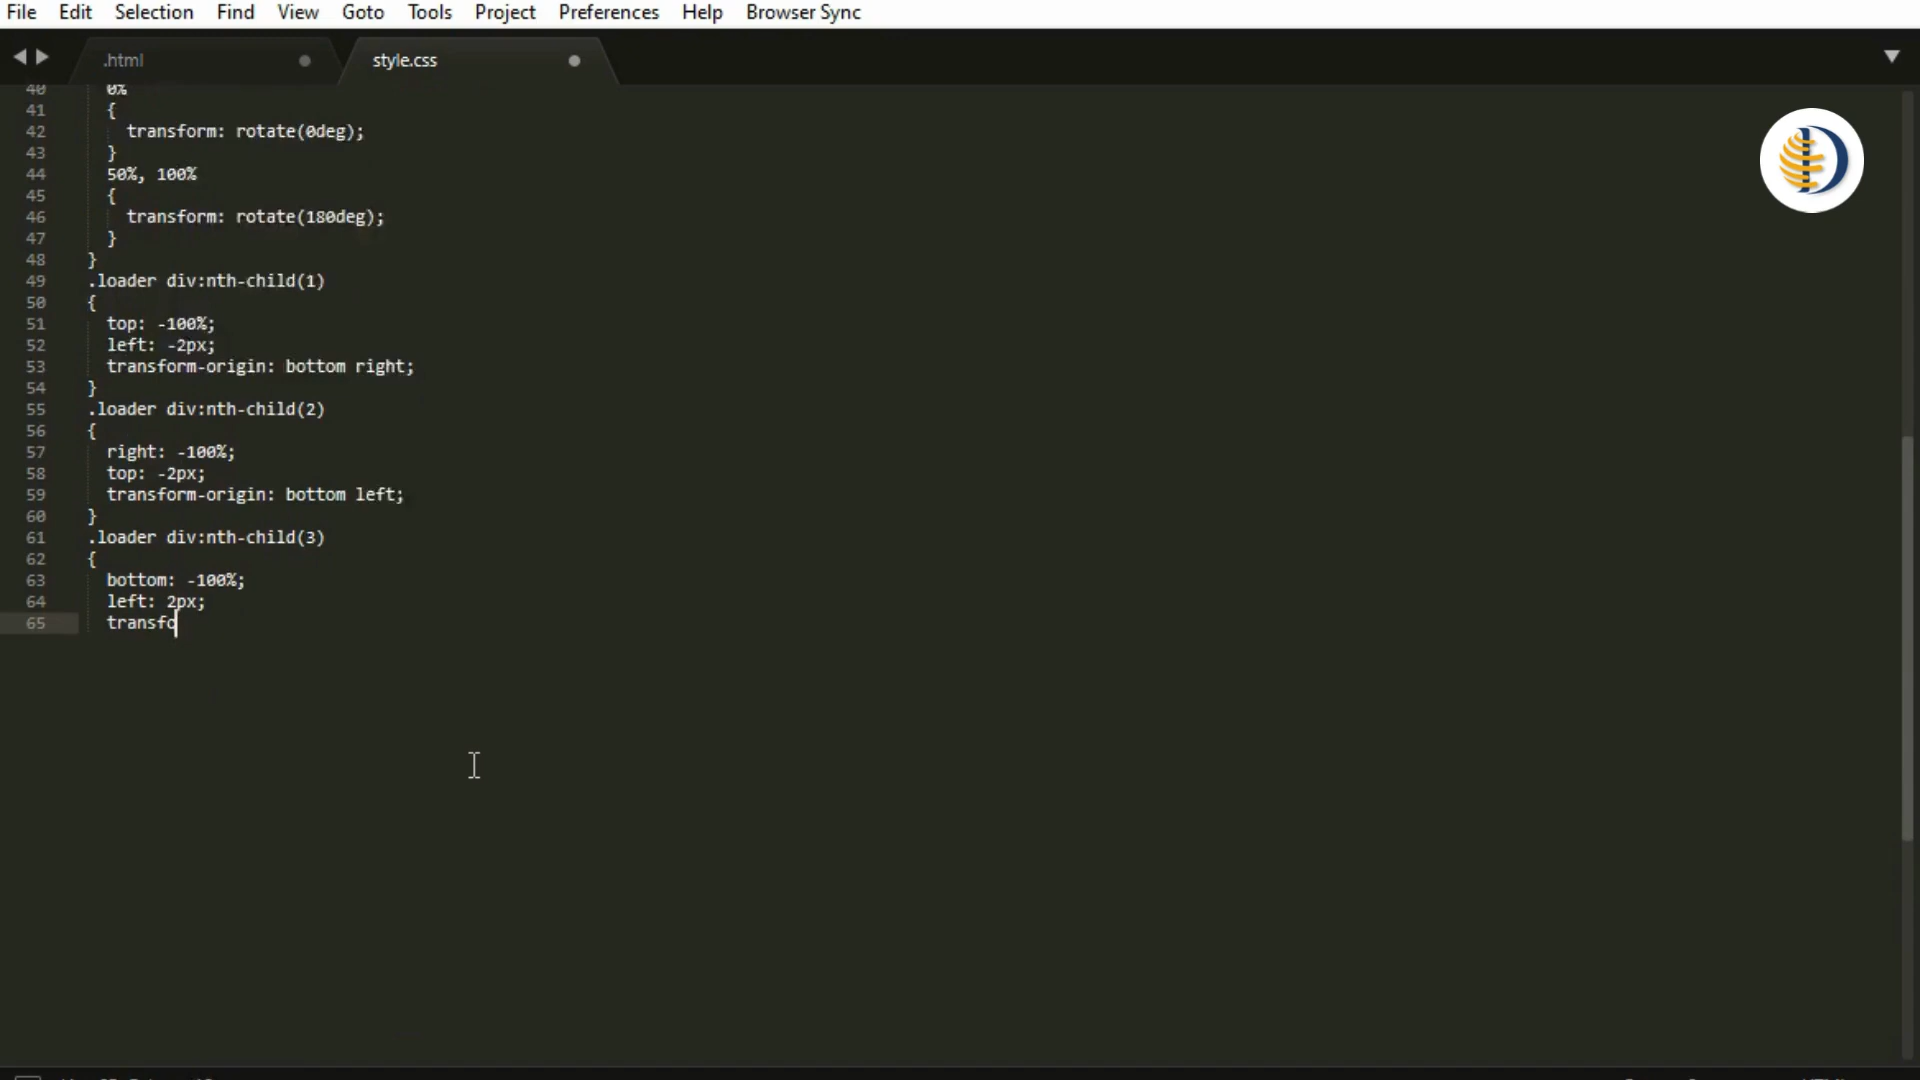 File Edit Selection Find View Goto Tools Project Preferences Help Browser Sync
.html style.css
40 0%
41 {
42 transform: rotate(0deg);
43 }
44 50%, 100%
45 {
46 transform: rotate(180deg);
47 }
48 }
49 .loader div:nth-child(1)
50 {
51 top: -100%;
52 left: -2px;
53 transform-origin: bottom right;
54 }
55 .loader div:nth-child(2)
56 {
57 right: -100%;
58 top: -2px;
59 transform-origin: bottom left;
60 }
61 .loader div:nth-child(3)
62 {
63 bottom: -100%;
64 left: 2px;
65 transfo